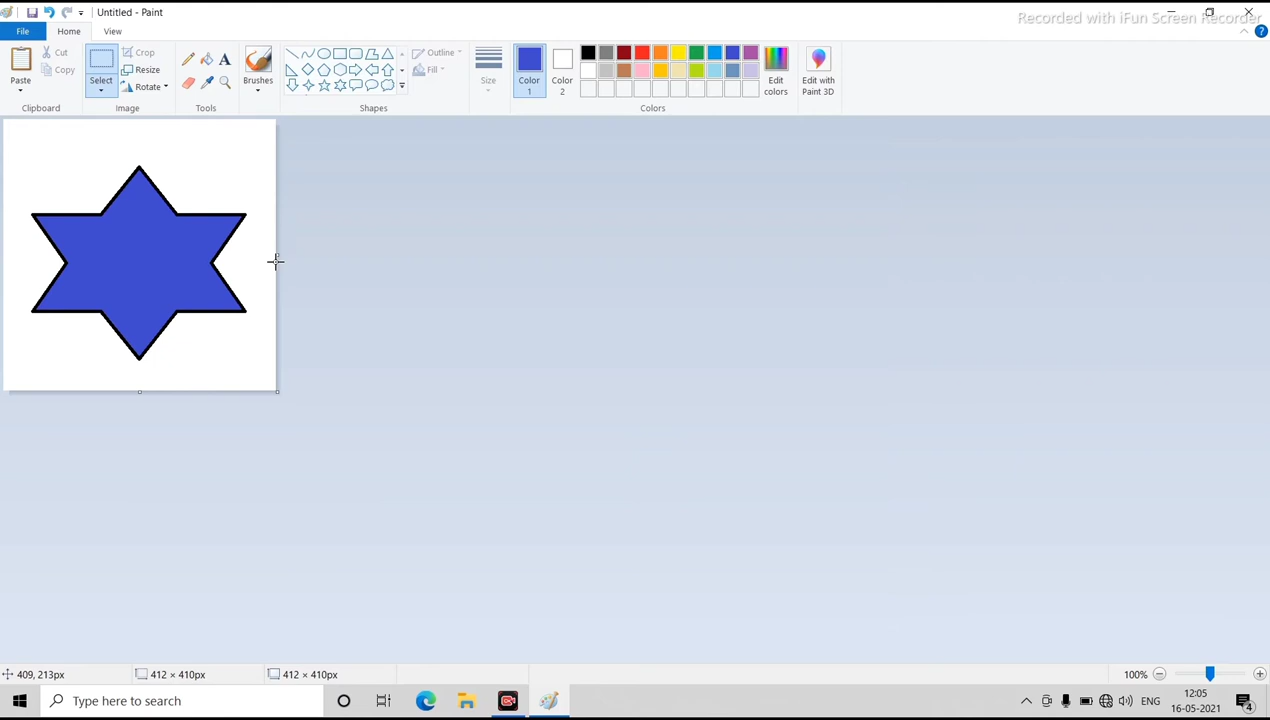 Untitled - Paint
Recorded with iFun Screen Recorder
File
Home
View
Paste
Cut
Copy
Clipboard
Select
Crop
Resize
Rotate
Image
A
Tools
Brushes
Outline
Fill
Shapes
Size
Color
1
Color
2
Edit
colors
Colors
Edit with
Paint 3D
409, 213px
412 × 410px
412 × 410px
100%
Type here to search
ENG
12:05
16-05-2021
4